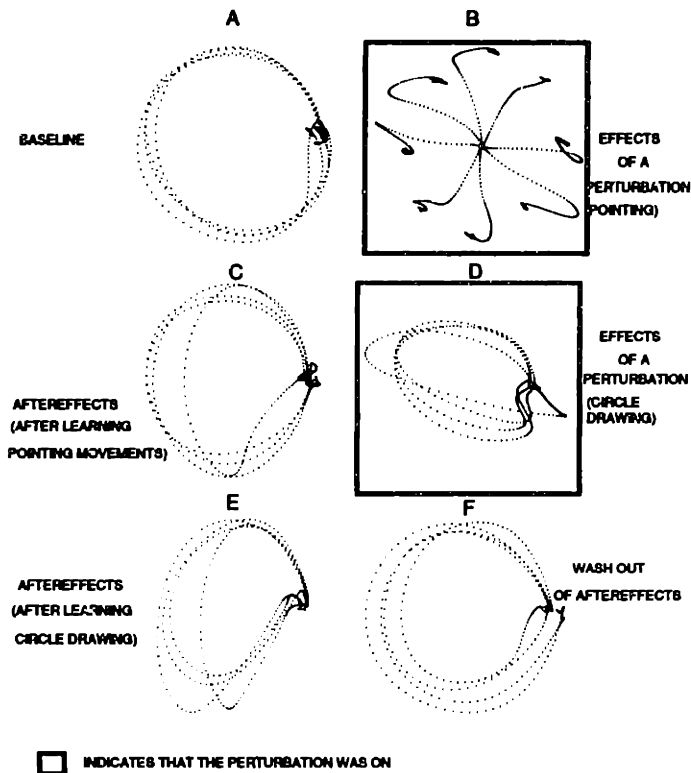 A
B
BASELINE
EFFECTS
OF A
PERTURBATION
POINTING)
C
D
AFTEREFFECTS
(AFTER LEARNING
POINTING MOVEMENTS)
EFFECTS
OF A
PERTURBATION
(CIRCLE
DRAWING)
E
F
AFTEREFFECTS
(AFTER LEARNING
CIRCLE DRAWING)
WASH OUT
OF AFTEREFFECTS
INDICATES THAT THE PERTURBATION WAS ON